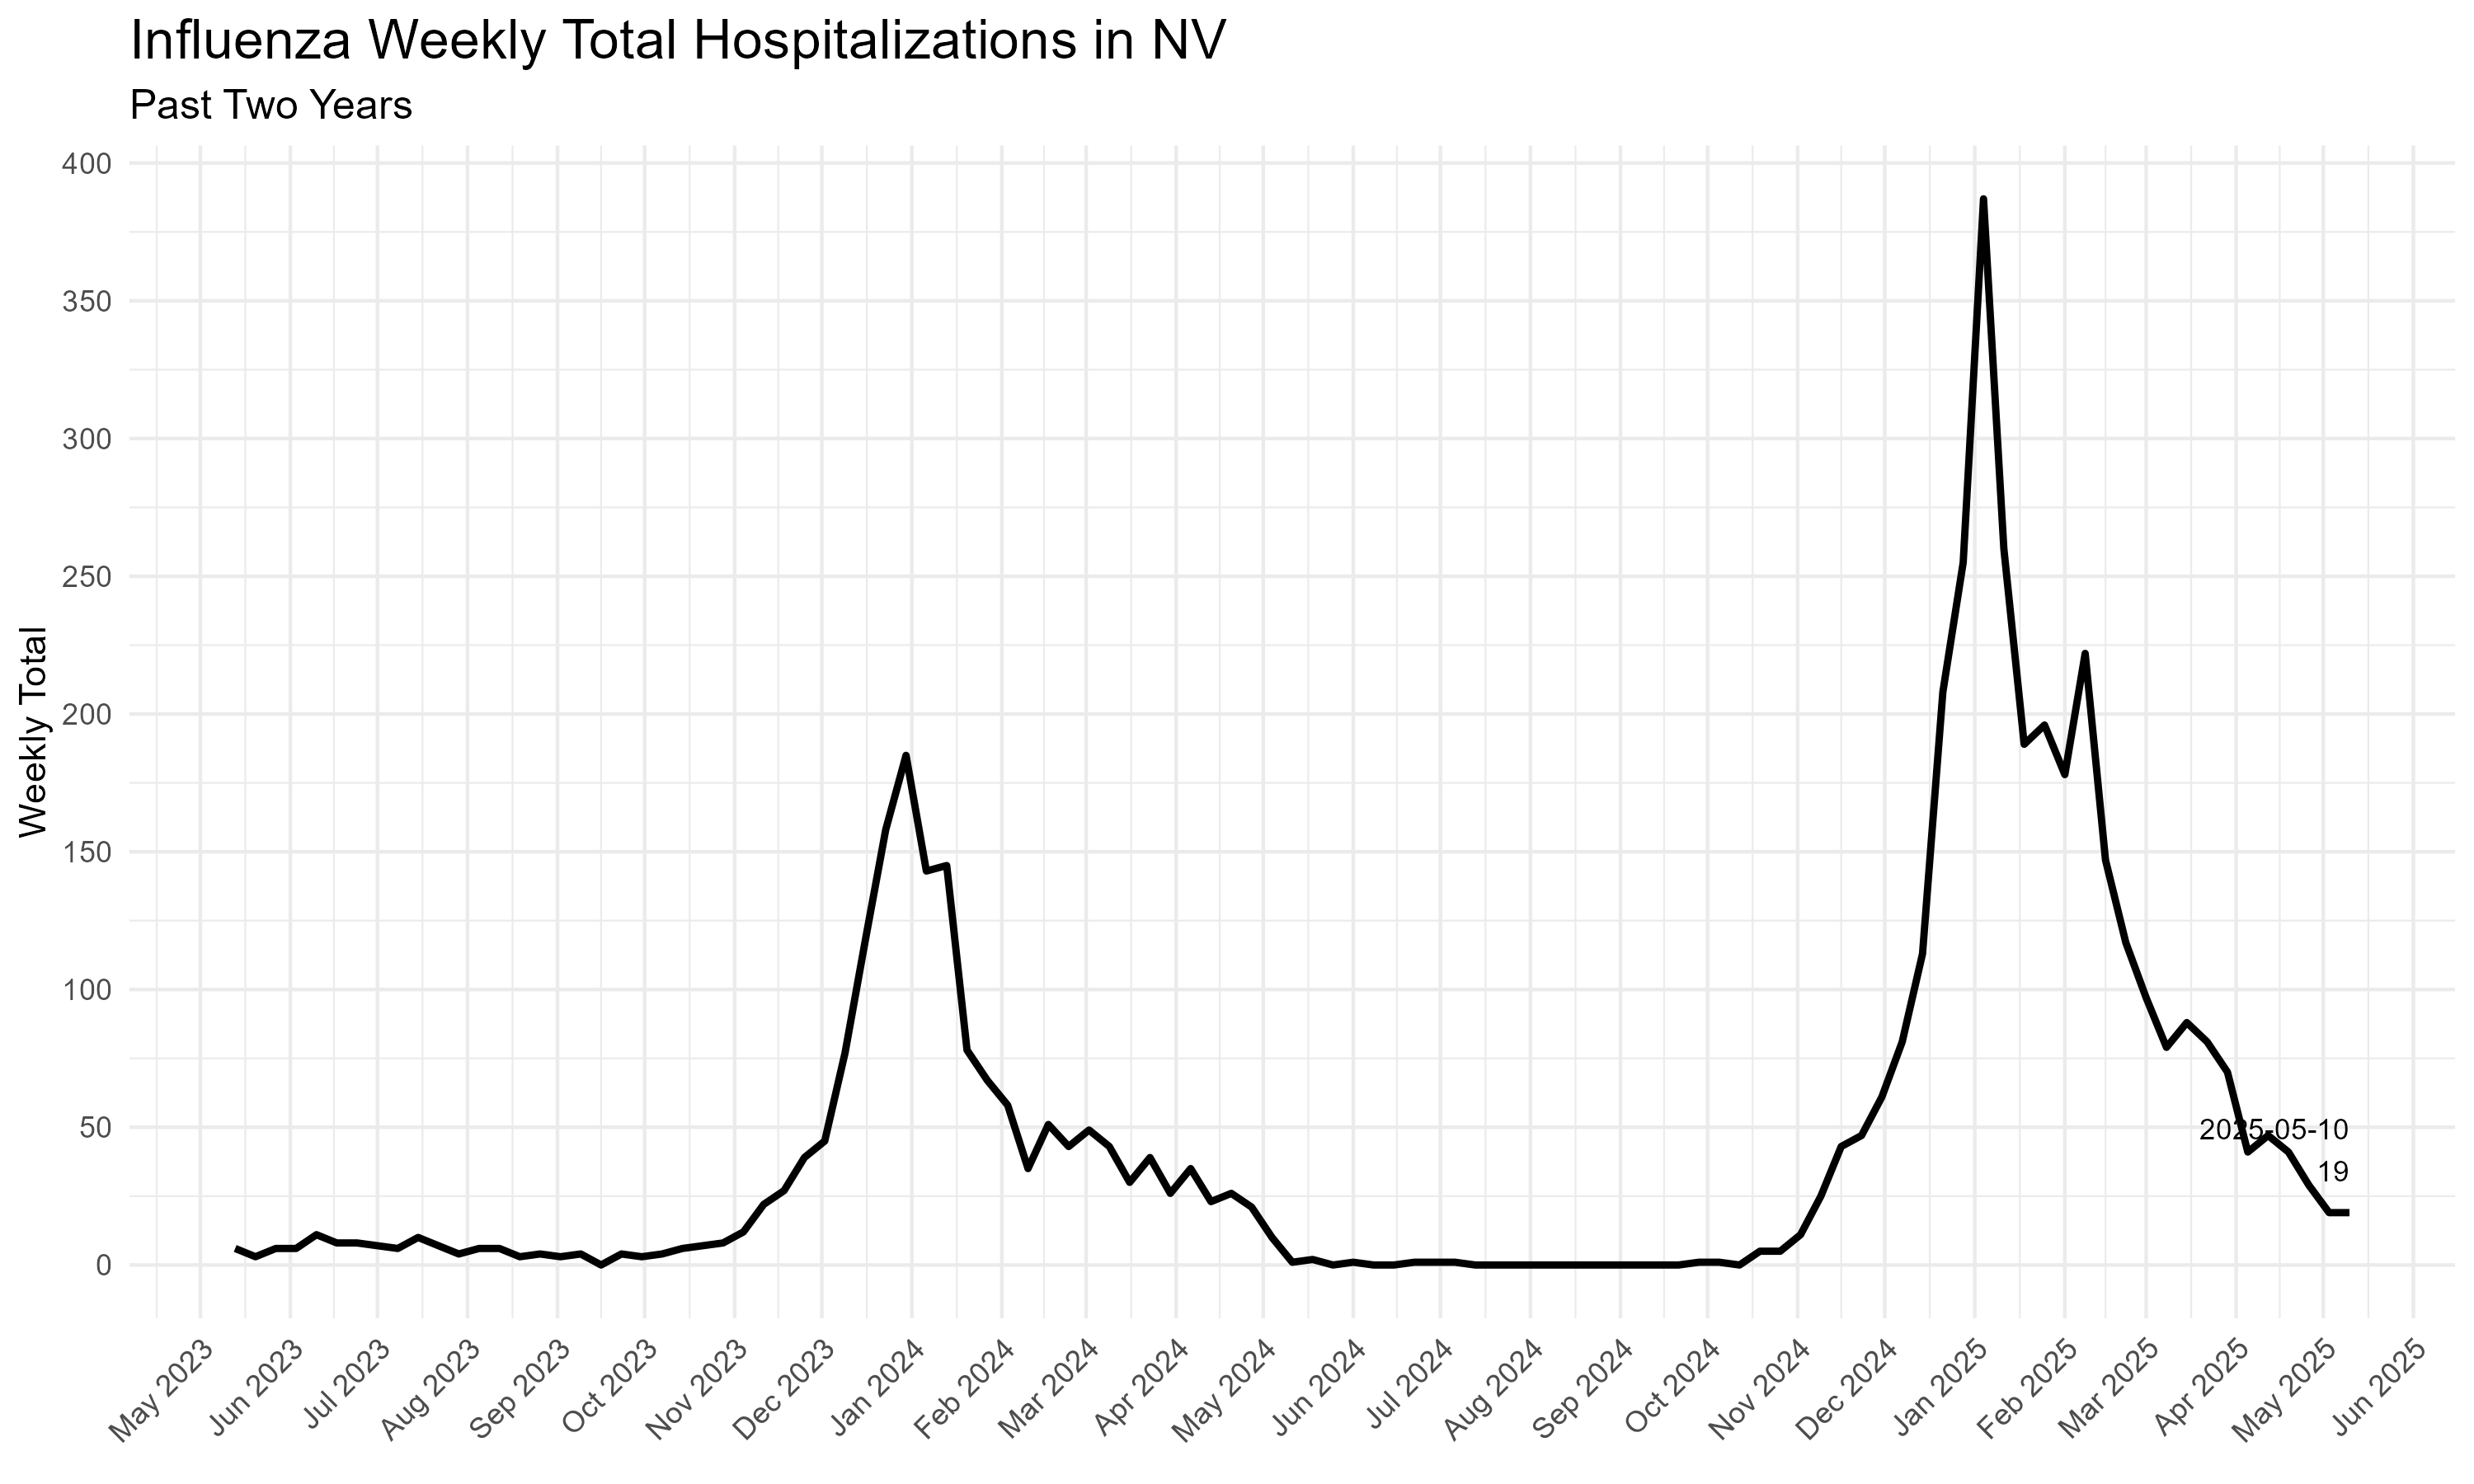 Influenza Weekly Total Hospitalizations in NV
Past Two Years
Weekly Total
400
350
300
250
200
150
100
50
0
2025-05-10
19
May 2023
Jun 2023
Jul 2023
Aug 2023
Sep 2023
Oct 2023
Nov 2023
Dec 2023
Jan 2024
Feb 2024
Mar 2024
Apr 2024
May 2024
Jun 2024
Jul 2024
Aug 2024
Sep 2024
Oct 2024
Nov 2024
Dec 2024
Jan 2025
Feb 2025
Mar 2025
Apr 2025
May 2025
Jun 2025